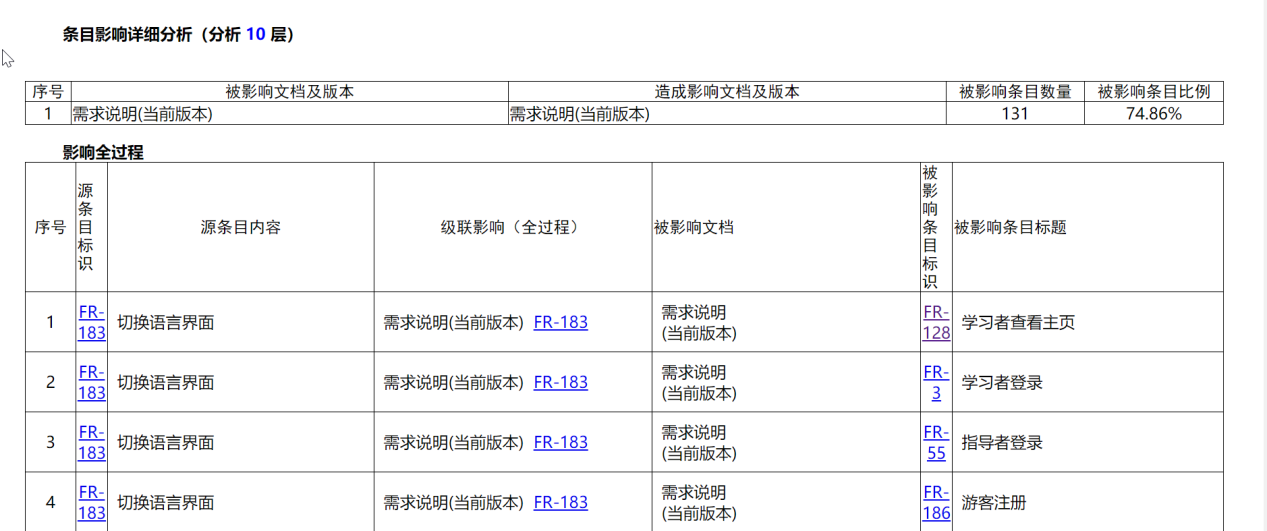 条目影响详细分析（分析 10 层）
序号 被影响文档及版本 造成影响文档及版本 被影响条目数量 被影响条目比例
1 需求说明(当前版本) 需求说明(当前版本) 131 74.86%
影响全过程
序号 源条目标识 源条目内容 级联影响（全过程） 被影响文档 被影响条目标识 被影响条目标题
1 FR-183 切换语言界面 需求说明(当前版本) FR-183 需求说明(当前版本) FR-128 学习者查看主页
2 FR-183 切换语言界面 需求说明(当前版本) FR-183 需求说明(当前版本) FR-3 学习者登录
3 FR-183 切换语言界面 需求说明(当前版本) FR-183 需求说明(当前版本) FR-55 指导者登录
4 FR-183 切换语言界面 需求说明(当前版本) FR-183 需求说明(当前版本) FR-186 游客注册